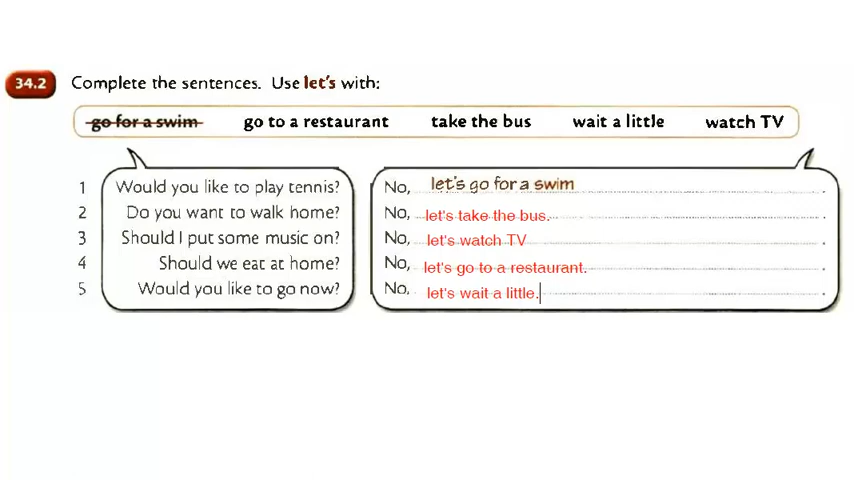 34.2 Complete the sentences. Use let's with:
go for a swim go to a restaurant take the bus wait a little watch TV
1 Would you like to play tennis? No, let's go for a swim.
2 Do you want to walk home? No, let's take the bus..
3 Should I put some music on? No, let's watch TV.
4 Should we eat at home? No, let's go to a restaurant..
5 Would you like to go now? No, let's wait a little..